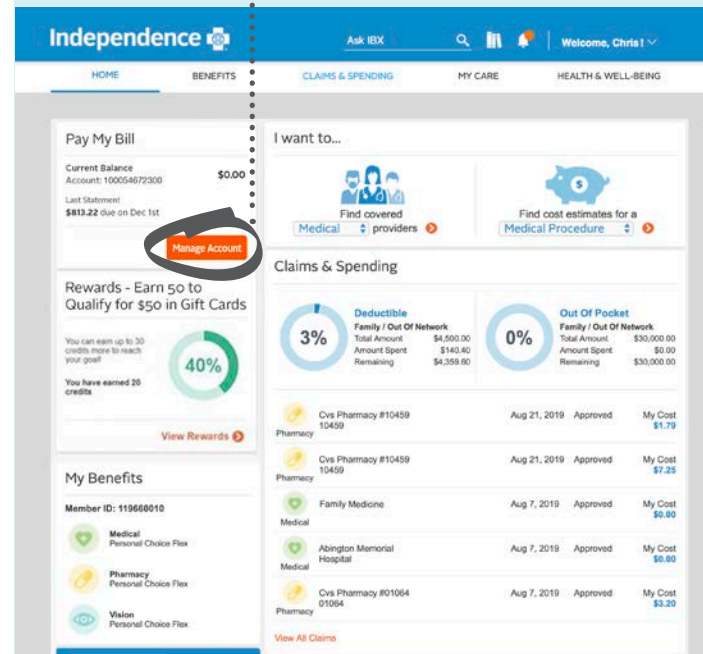 Independence
Ask IBX
Welcome, Chris!
HOME
BENEFITS
CLAIMS & SPENDING
MY CARE
HEALTH & WELL-BEING
Pay My Bill
Current Balance
Account: 100054672300
$0.00
Last Statement
$813.22 due on Dec 1st
Manage Account
Rewards - Earn 50 to
Qualify for $50 in Gift Cards
You can earn up to 30
credits more to reach
your goal!
You have earned 20
credits
40%
View Rewards
My Benefits
Member ID: 119660010
Medical
Personal Choice Flex
Pharmacy
Personal Choice Flex
Vision
Personal Choice Flex
I want to...
Find covered
Medical providers
Find cost estimates for a
Medical Procedure
$
Claims & Spending
3%
Deductible
Family / Out Of Network
Total Amount $4,500.00
Amount Spent $140.40
Remaining $4,359.60
0%
Out Of Pocket
Family / Out Of Network
Total Amount $30,000.00
Amount Spent $0.00
Remaining $30,000.00
Pharmacy
Cvs Pharmacy #10459
10459
Aug 21, 2019 Approved
My Cost
$1.79
Pharmacy
Cvs Pharmacy #10459
10459
Aug 21, 2019 Approved
My Cost
$7.25
Medical
Family Medicine
Aug 7, 2019 Approved
My Cost
$0.00
Medical
Abington Memorial
Hospital
Aug 7, 2019 Approved
My Cost
$0.00
Pharmacy
Cvs Pharmacy #01064
01064
Aug 7, 2019 Approved
My Cost
$3.20
View All Claims